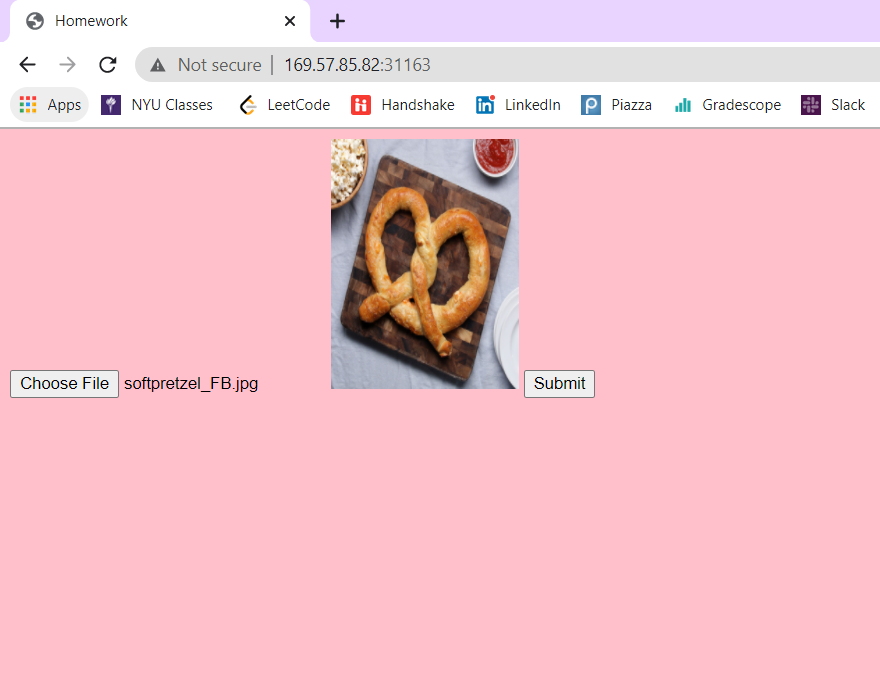 Homework
Not secure | 169.57.85.82:31163
Apps NYU Classes LeetCode Handshake LinkedIn Piazza Gradescope Slack
Choose File softpretzel_FB.jpg Submit